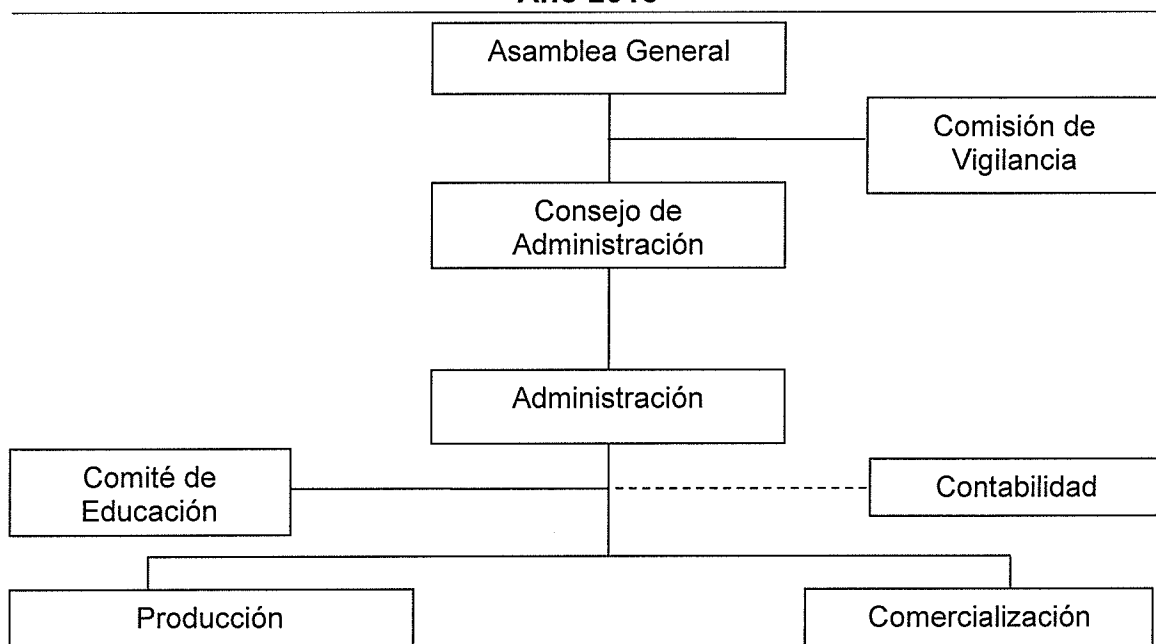 Asamblea General
Comisión de
Vigilancia
Consejo de
Administración
Administración
Comité de
Educación
Contabilidad
Producción
Comercialización